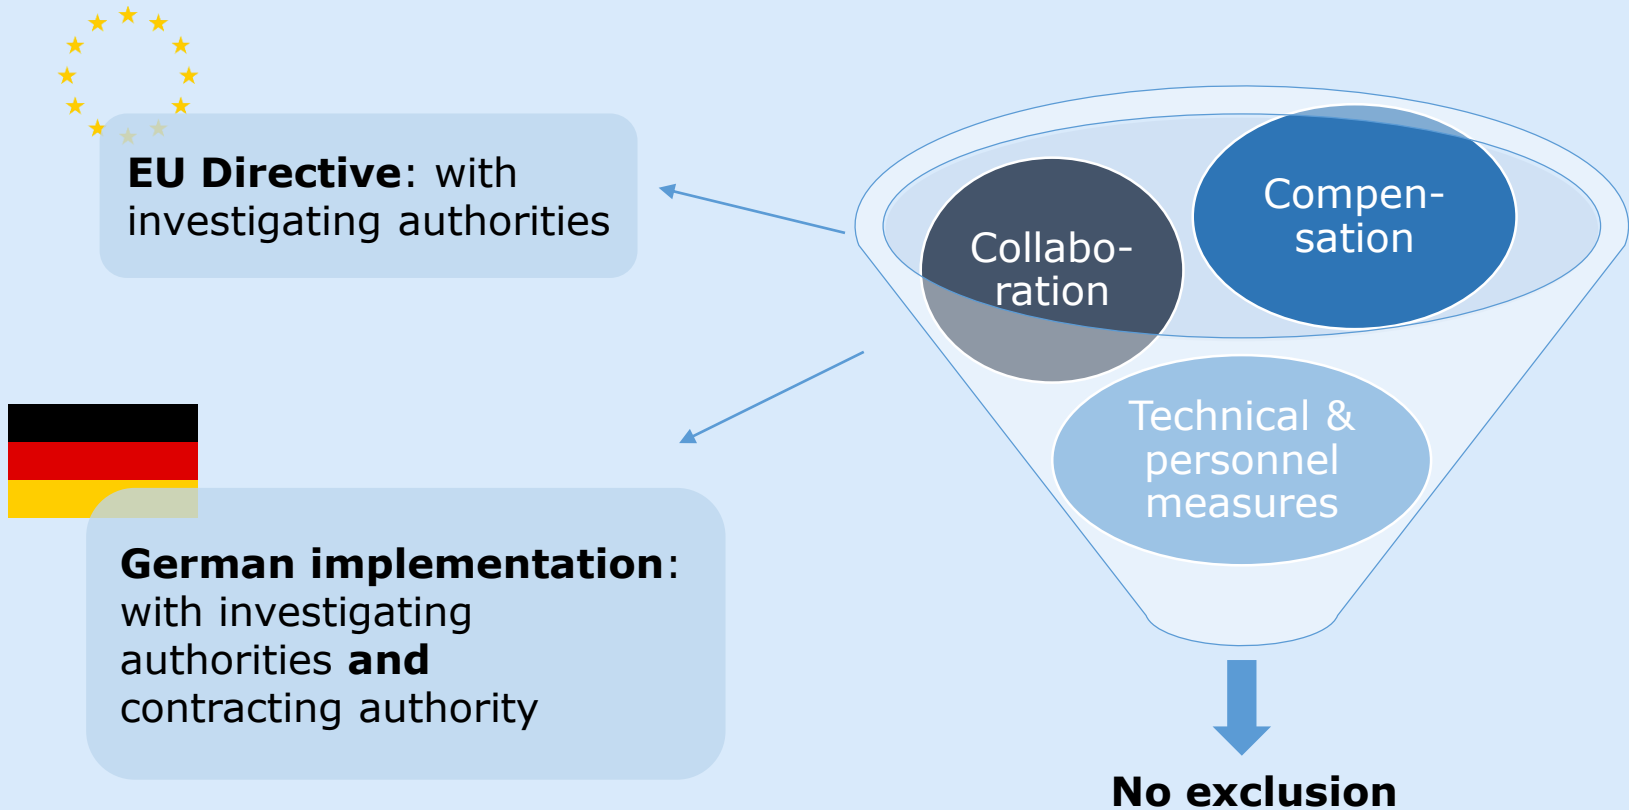 EU Directive: with
investigating authorities
German implementation:
with investigating
authorities and
contracting authority
Collabo-
ration
Compen-
sation
Technical &
personnel
measures
No exclusion